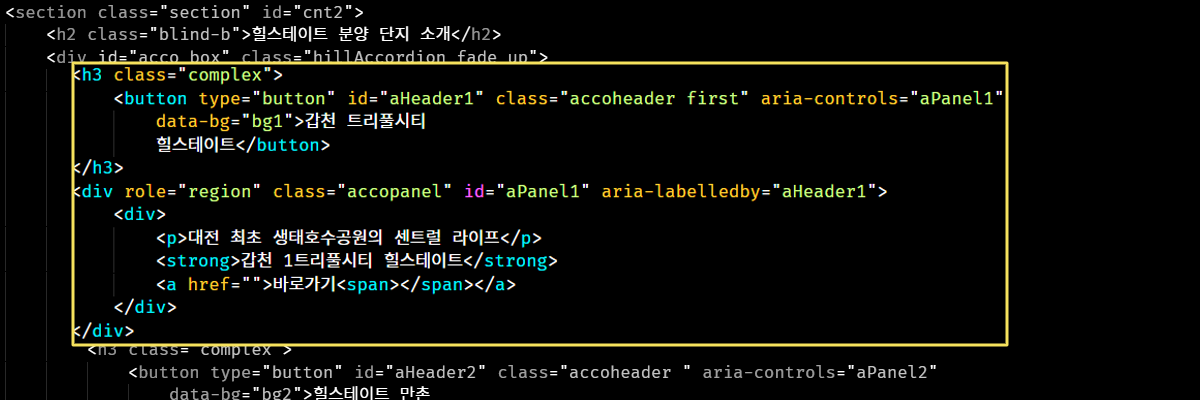 <section class="section" id="cnt2">
<h2 class="blind-b">힐스테이트 분양 단지 소개</h2>
<div id="acco_box" class="hillAccordion fade_up">
<h3 class="complex">
<button type="button" id="aHeader1" class="accoheader first" aria-controls="aPanel1"
data-bg="bg1">갑천 트리풀시티
힐스테이트</button>
</h3>
<div role="region" class="accopanel" id="aPanel1" aria-labelledby="aHeader1">
<div>
<p>대전 최초 생태호수공원의 센트럴 라이프</p>
<strong>갑천 1트리풀시티 힐스테이트</strong>
<a href="">바로가기<span></span></a>
</div>
</div>
<h3 class="complex">
<button type="button" id="aHeader2" class="accoheader " aria-controls="aPanel2"
data-bg="bg2">힐스테이트 만촌